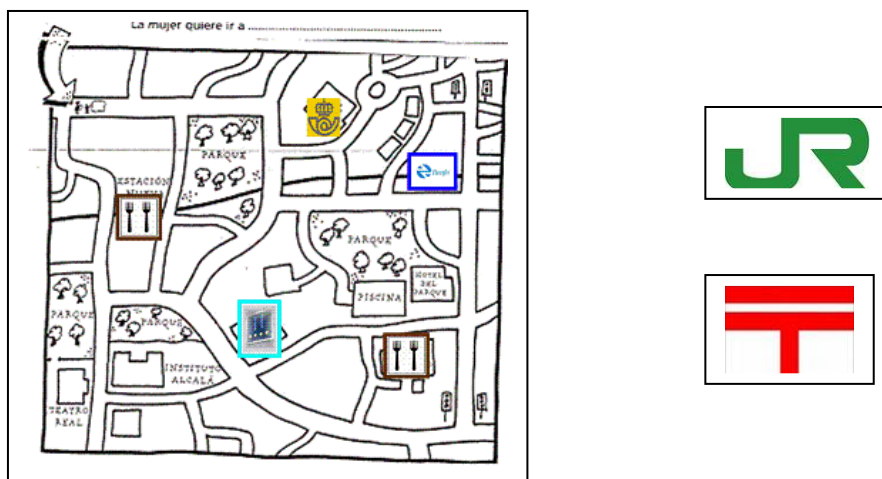 La mujer quiere ir a ................................................
PARQUE
ESTACIÓN
PARQUE
HOTEL
DEL
PARQUE
PISCINA
PARQUE
PARQUE
INSTITUTO
ALCALÁ
TEATRO
REAL
JR